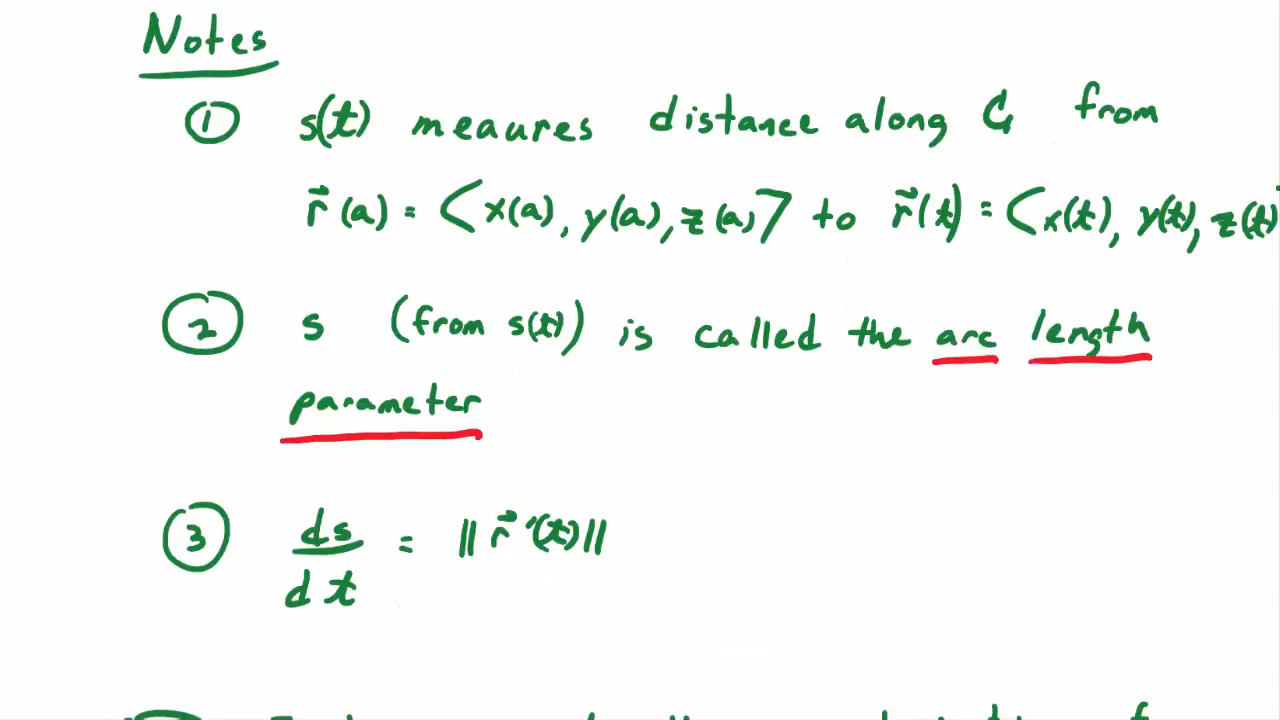 Notes
① s(t) meaures distance along C from
r⃗(a) = ⟨x(a), y(a), z(a)⟩ to r⃗(t) = ⟨x(t), y(t), z(t)
② s (from s(t)) is called the arc length
parameter
③ ds/dt = ||r⃗'(t)||